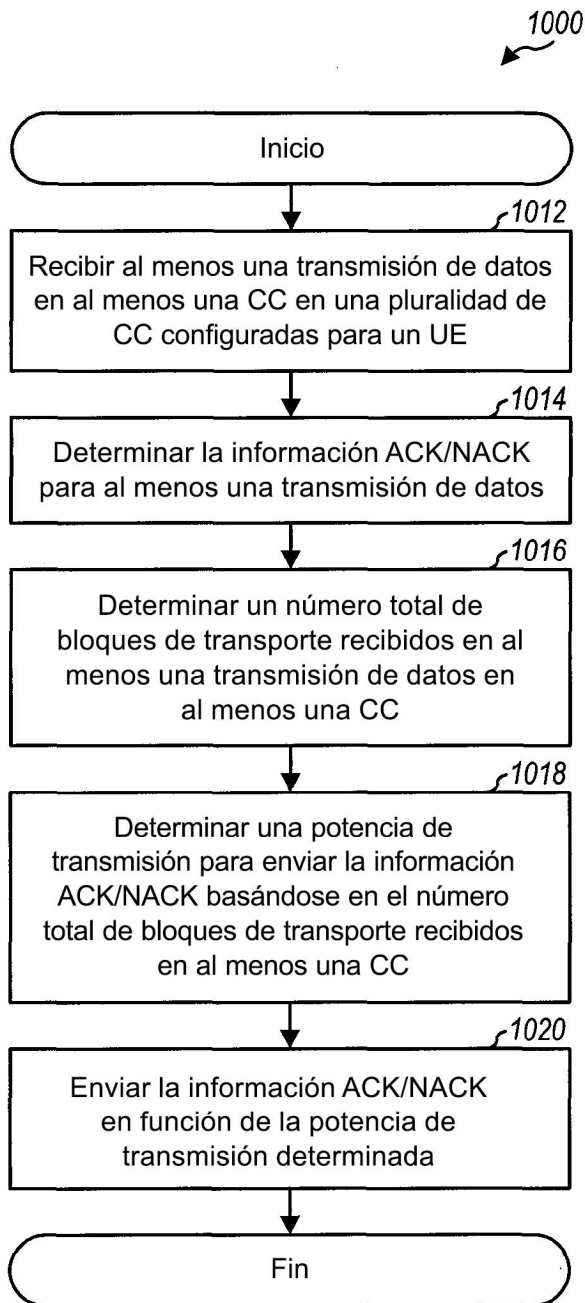 1000
Inicio
1012
Recibir al menos una transmisión de datos
en al menos una CC en una pluralidad de
CC configuradas para un UE
1014
Determinar la información ACK/NACK
para al menos una transmisión de datos
1016
Determinar un número total de
bloques de transporte recibidos en al
menos una transmisión de datos en
al menos una CC
1018
Determinar una potencia de
transmisión para enviar la información
ACK/NACK basándose en el número
total de bloques de transporte recibidos
en al menos una CC
1020
Enviar la información ACK/NACK
en función de la potencia de
transmisión determinada
Fin